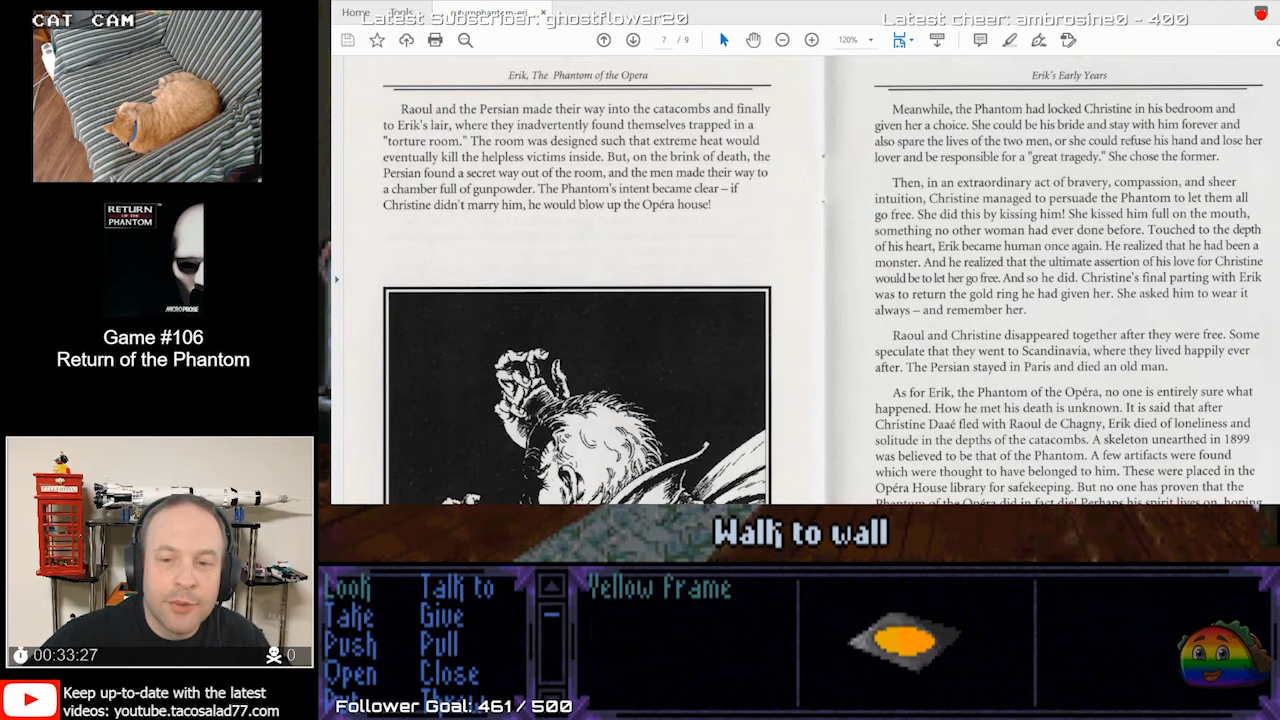 CAT CAM
RETURN
OF THE
PHANTOM
MICROPROSE
Game #106
Return of the Phantom
00:33:27
0
Keep up-to-date with the latest
videos: youtube.tacosalad77.com
Home
Tools
Latest Subscriber: ghostflower20
Latest cheer: ambrosine0 - 400
7 / 9
120%
Erik, The Phantom of the Opera
Raoul and the Persian made their way into the catacombs and finally
to Erik's lair, where they inadvertently found themselves trapped in a
"torture room." The room was designed such that extreme heat would
eventually kill the helpless victims inside. But, on the brink of death, the
Persian found a secret way out of the room, and the men made their way to
a chamber full of gunpowder. The Phantom's intent became clear – if
Christine didn't marry him, he would blow up the Opéra house!
Erik's Early Years
Meanwhile, the Phantom had locked Christine in his bedroom and
given her a choice. She could be his bride and stay with him forever and
also spare the lives of the two men, or she could refuse his hand and lose her
lover and be responsible for a "great tragedy." She chose the former.
Then, in an extraordinary act of bravery, compassion, and sheer
intuition, Christine managed to persuade the Phantom to let them all
go free. She did this by kissing him! She kissed him full on the mouth,
something no other woman had ever done before. Touched to the depth
of his heart, Erik became human once again. He realized that he had been a
monster. And he realized that the ultimate assertion of his love for Christine
would be to let her go free. And so he did. Christine's final parting with Erik
was to return the gold ring he had given her. She asked him to wear it
always – and remember her.
Raoul and Christine disappeared together after they were free. Some
speculate that they went to Scandinavia, where they lived happily ever
after. The Persian stayed in Paris and died an old man.
As for Erik, the Phantom of the Opéra, no one is entirely sure what
happened. How he met his death is unknown. It is said that after
Christine Daaé fled with Raoul de Chagny, Erik died of loneliness and
solitude in the depths of the catacombs. A skeleton unearthed in 1899
was believed to be that of the Phantom. A few artifacts were found
which were thought to have belonged to him. These were placed in the
Opéra House library for safekeeping. But no one has proven that the
Phantom of the Opéra did in fact die! Perhaps his spirit lives on, hoping
Walk to wall
Look Talk to
Take Give
Push Pull
Open Close
Put Throw
Yellow frame
Follower Goal: 461/ 500